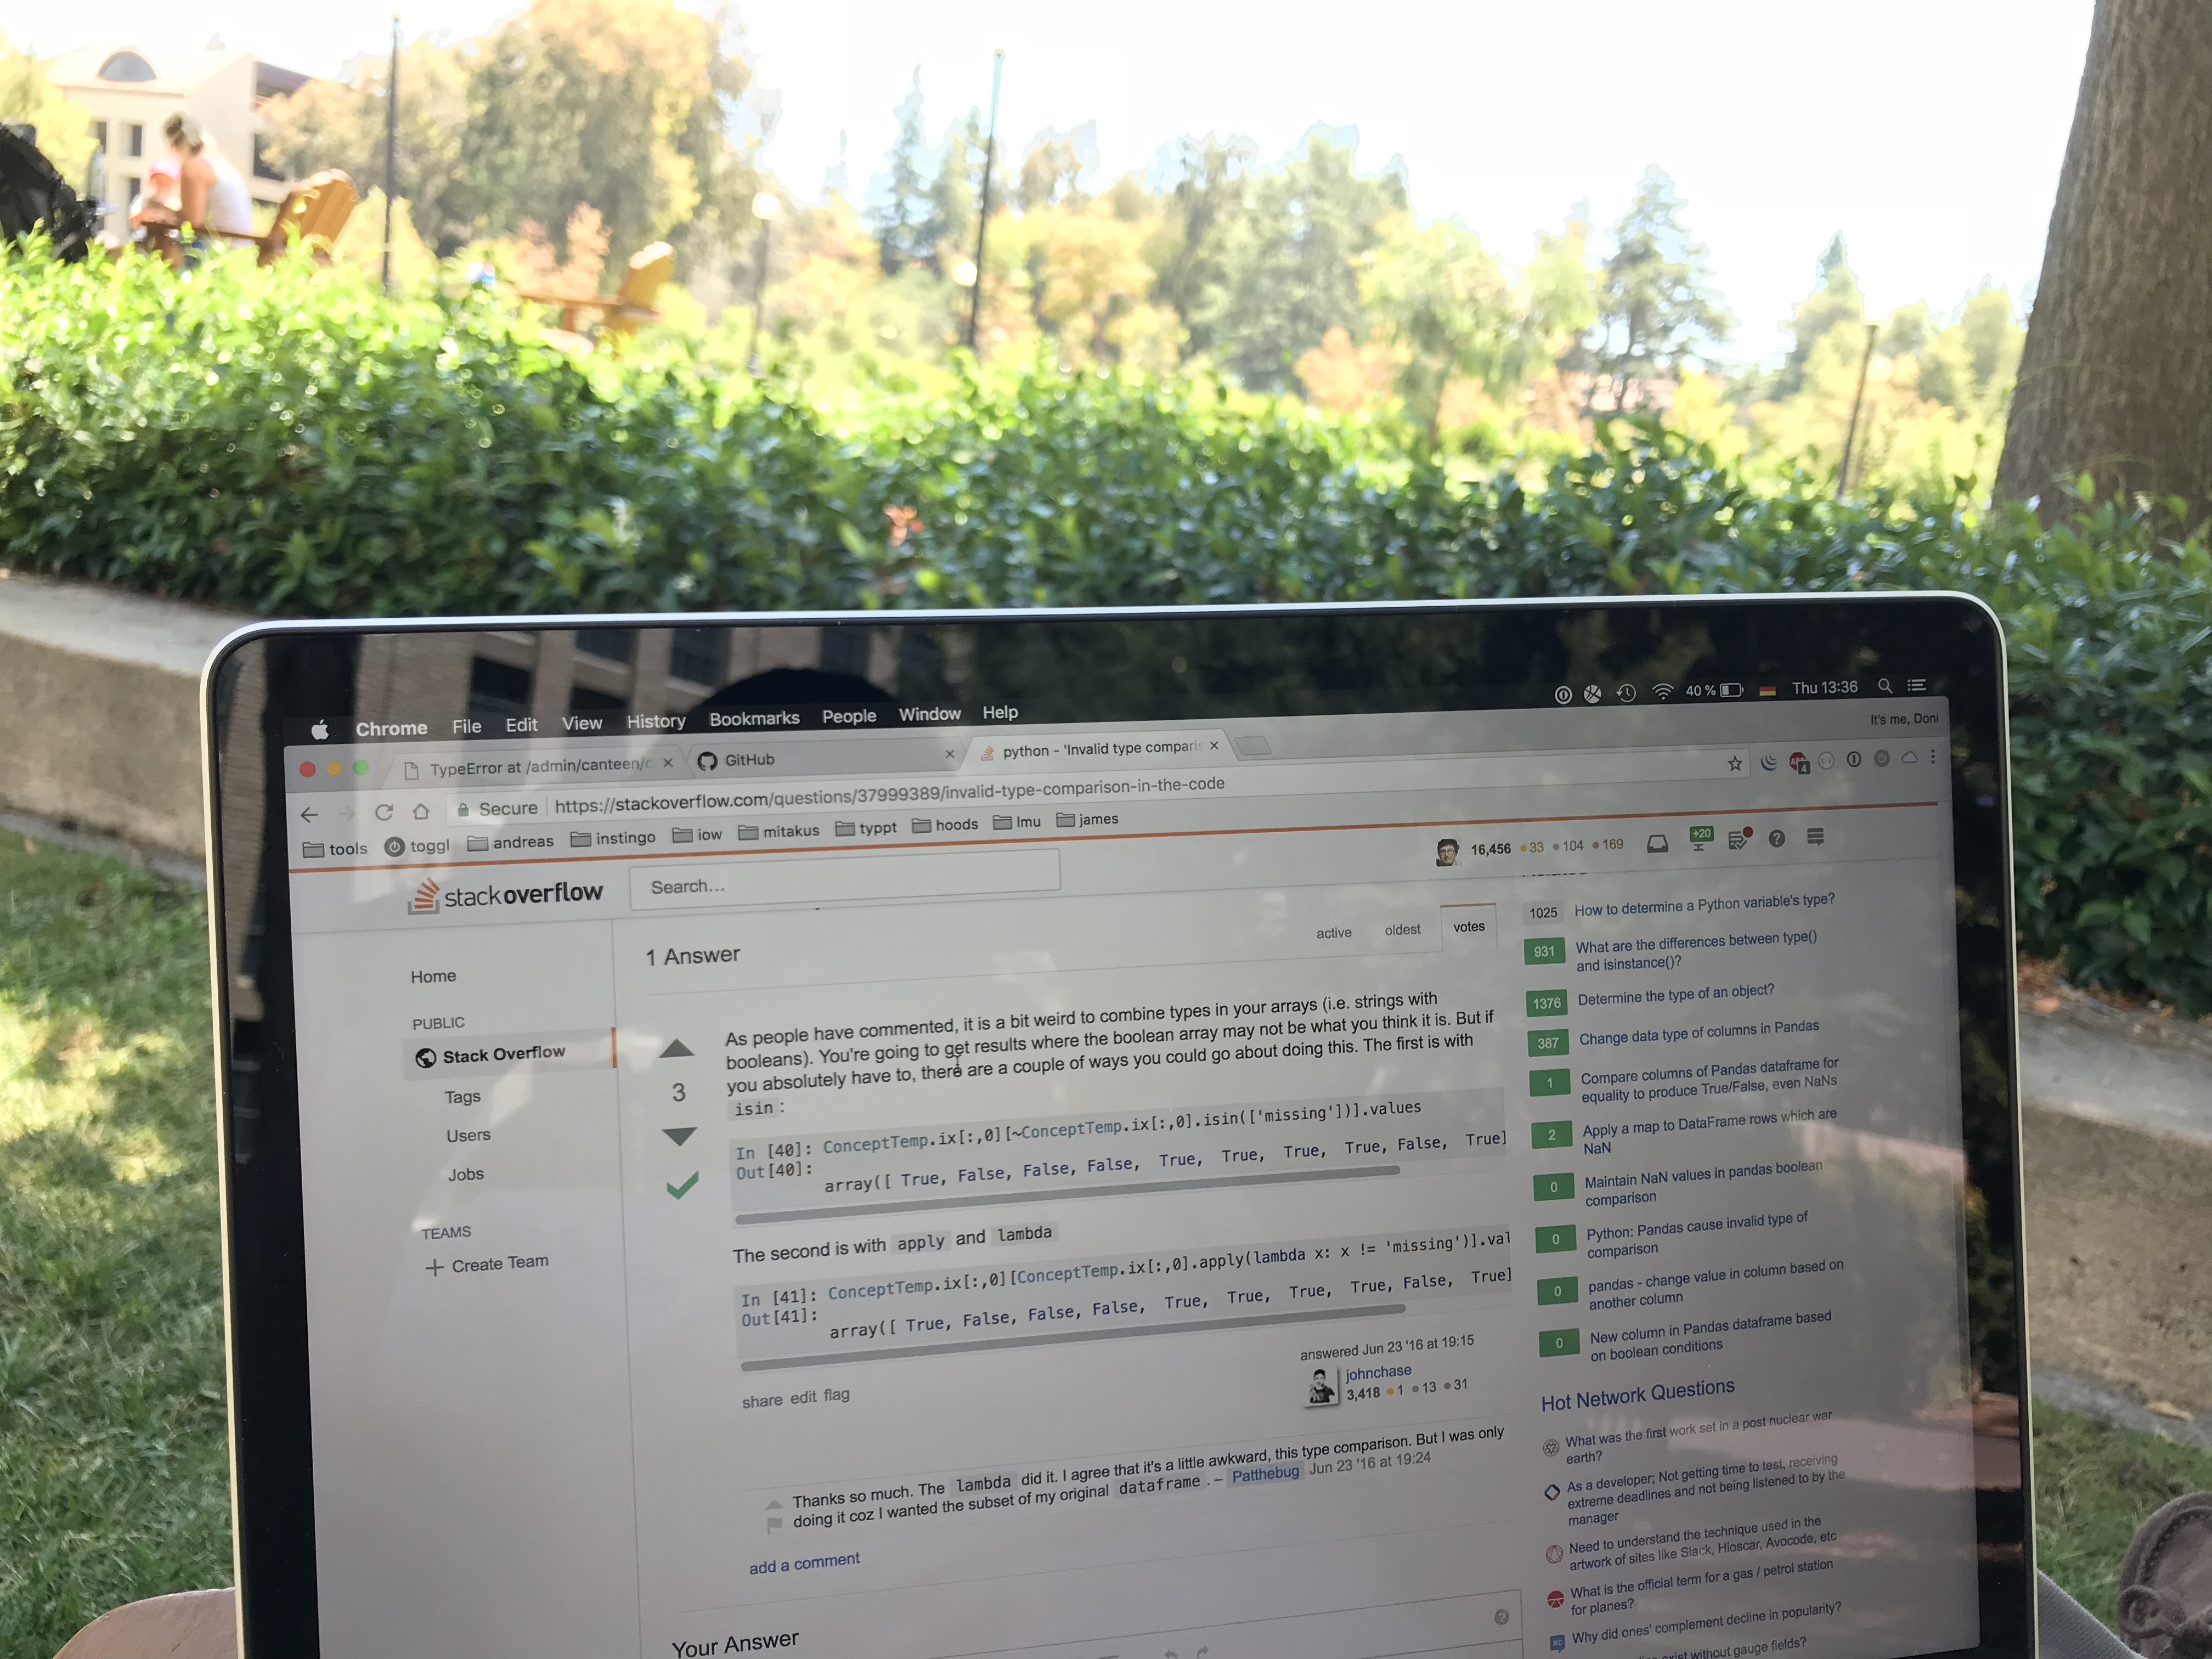 Chrome File Edit View History Bookmarks People Window Help
40 % Thu 13:36
It's me, Doni
TypeError at /admin/canteen/c
GitHub
python - 'Invalid type comparis
Secure https://stackoverflow.com/questions/37999389/invalid-type-comparison-in-the-code
ABP 4
tools toggl andreas instingo iow mitakus typpt hoods lmu james
stackoverflow
Search...
16,456 33 104 169
+20
Home
PUBLIC
Stack Overflow
Tags
Users
Jobs
TEAMS
Create Team
1 Answer
active oldest votes
3
As people have commented, it is a bit weird to combine types in your arrays (i.e. strings with
booleans). You're going to get results where the boolean array may not be what you think it is. But if
you absolutely have to, there are a couple of ways you could go about doing this. The first is with
isin :
In [40]: ConceptTemp.ix[:,0][~ConceptTemp.ix[:,0].isin(['missing'])].values
Out[40]:
array([ True, False, False, False, True, True, True, True, False, True]
The second is with apply and lambda
In [41]: ConceptTemp.ix[:,0][ConceptTemp.ix[:,0].apply(lambda x: x != 'missing')].val
Out[41]:
array([ True, False, False, False, True, True, True, True, False, True]
share edit flag
answered Jun 23 '16 at 19:15
johnchase
3,418 1 13 31
Thanks so much. The lambda did it. I agree that it's a little awkward, this type comparison. But I was only
doing it coz I wanted the subset of my original dataframe . – Patthebug Jun 23 '16 at 19:24
add a comment
Your Answer
1025 How to determine a Python variable's type?
931 What are the differences between type()
and isinstance()?
1376 Determine the type of an object?
387 Change data type of columns in Pandas
1 Compare columns of Pandas dataframe for
equality to produce True/False, even NaNs
2 Apply a map to DataFrame rows which are
NaN
0 Maintain NaN values in pandas boolean
comparison
0 Python: Pandas cause invalid type of
comparison
0 pandas - change value in column based on
another column
0 New column in Pandas dataframe based
on boolean conditions
Hot Network Questions
What was the first work set in a post nuclear war
earth?
As a developer; Not getting time to test, receiving
extreme deadlines and not being listened to by the
manager
Need to understand the technique used in the
artwork of sites like Slack, Hioscar, Avocode, etc
What is the official term for a gas / petrol station
for planes?
Why did ones' complement decline in popularity?
exist without gauge fields?